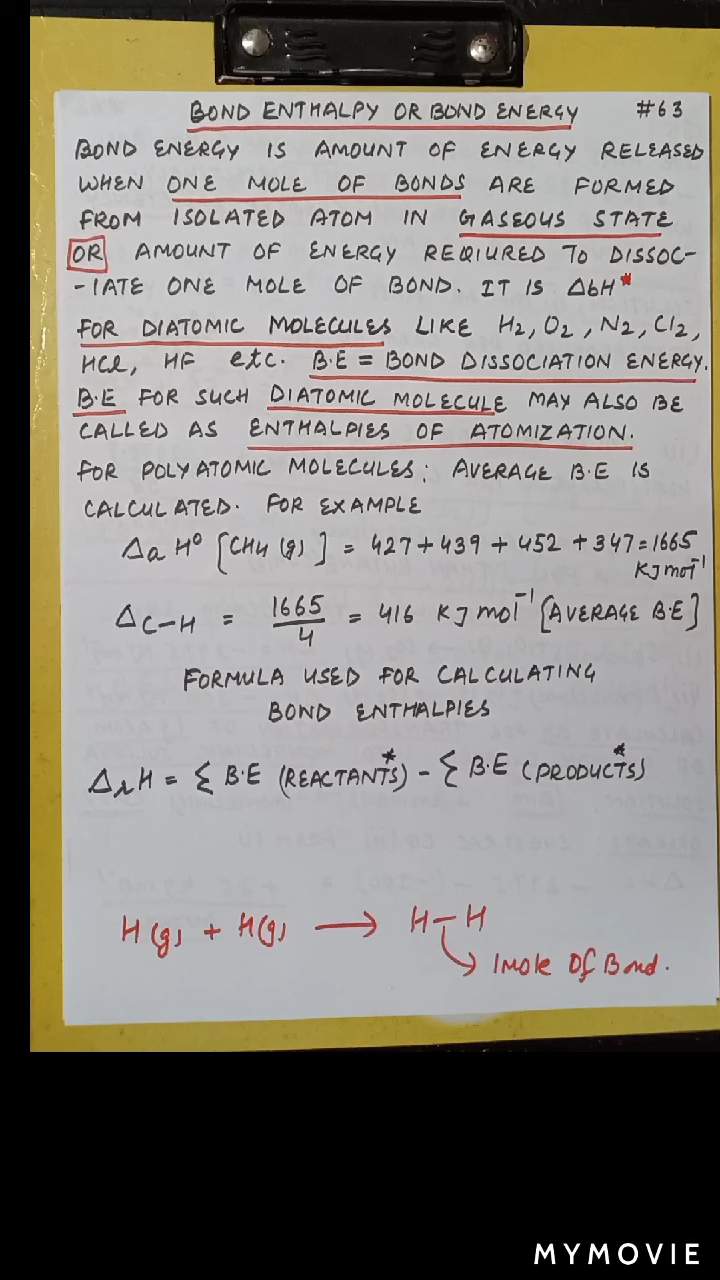 BOND ENTHALPY OR BOND ENERGY #63
BOND ENERGY IS AMOUNT OF ENERGY RELEASED
WHEN ONE MOLE OF BONDS ARE FORMED
FROM ISOLATED ATOM IN GASEOUS STATE
OR AMOUNT OF ENERGY REQIURED TO DISSOC-
-IATE ONE MOLE OF BOND. IT IS ΔbH*
FOR DIATOMIC MOLECULES LIKE H2, O2, N2, Cl2,
HCl, HF etc. B.E = BOND DISSOCIATION ENERGY.
B.E FOR SUCH DIATOMIC MOLECULE MAY ALSO BE
CALLED AS ENTHALPIES OF ATOMIZATION.
FOR POLYATOMIC MOLECULES: AVERAGE B.E IS
CALCULATED. FOR EXAMPLE
ΔaH° [CH4 (g)] = 427+439+452+347=1665
KJmol⁻¹
ΔC-H = 1665/4 = 416 KJ mol⁻¹ [AVERAGE B.E]
FORMULA USED FOR CALCULATING
BOND ENTHALPIES
ΔrH = Σ B.E (REACTANTS*) - Σ B.E (PRODUCTS*)
H(g) + H(g) → H-H
1mole Of Bond.
MYMOVIE